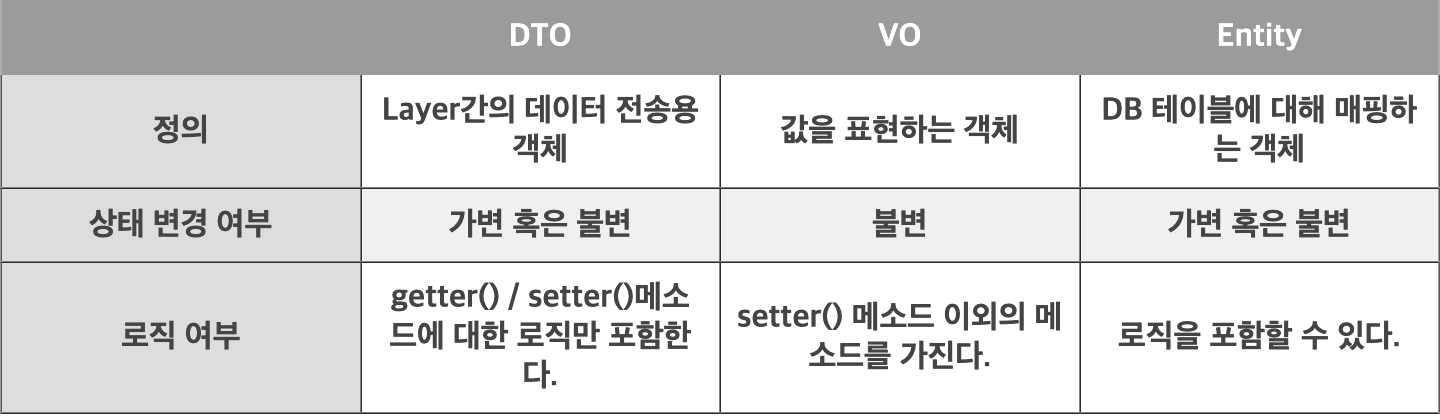 DTO VO Entity
정의
Layer간의 데이터 전송용
객체
값을 표현하는 객체
DB 테이블에 대해 매핑하
는 객체
상태 변경 여부
가변 혹은 불변
불변
가변 혹은 불변
로직 여부
getter() / setter()메소
드에 대한 로직만 포함한
다.
setter() 메소드 이외의 메
소드를 가진다.
로직을 포함할 수 있다.